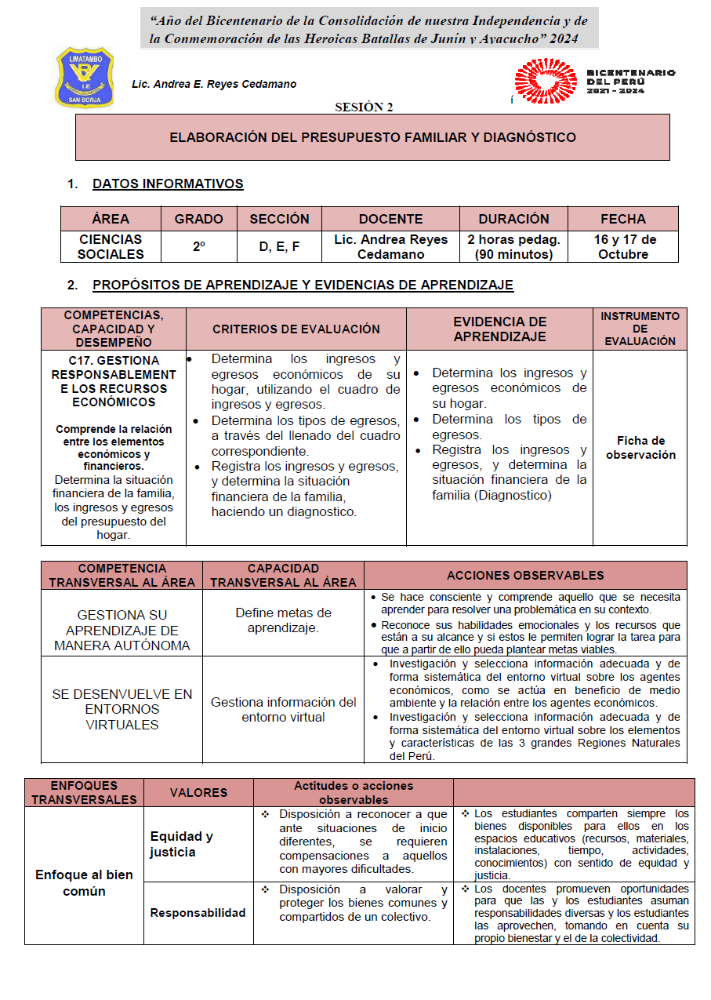 “Año del Bicentenario de la Consolidación de nuestra Independencia y de
la Conmemoración de las Heroicas Batallas de Junín y Ayacucho” 2024
LIMATAMBO
I.E
SAN BORJA
Lic. Andrea E. Reyes Cedamano
BICENTENARIO
DEL PERÚ
2021 - 2024
í
SESIÓN 2
ELABORACIÓN DEL PRESUPUESTO FAMILIAR Y DIAGNÓSTICO
1. DATOS INFORMATIVOS
ÁREA GRADO SECCIÓN DOCENTE DURACIÓN FECHA
CIENCIAS
SOCIALES
2º
D, E, F
Lic. Andrea Reyes
Cedamano
2 horas pedag.
(90 minutos)
16 y 17 de
Octubre
2. PROPÓSITOS DE APRENDIZAJE Y EVIDENCIAS DE APRENDIZAJE
COMPETENCIAS,
CAPACIDAD Y
DESEMPEÑO
CRITERIOS DE EVALUACIÓN
EVIDENCIA DE
APRENDIZAJE
INSTRUMENTO
DE
EVALUACIÓN
C17. GESTIONA
RESPONSABLEMENT
E LOS RECURSOS
ECONÓMICOS
Comprende la relación
entre los elementos
económicos y
financieros.
Determina la situación
financiera de la familia,
los ingresos y egresos
del presupuesto del
hogar.
• Determina los ingresos y
egresos económicos de su
hogar, utilizando el cuadro de
ingresos y egresos.
• Determina los tipos de egresos,
a través del llenado del cuadro
correspondiente.
• Registra los ingresos y egresos,
y determina la situación
financiera de la familia,
haciendo un diagnostico.
• Determina los ingresos y
egresos económicos de
su hogar.
• Determina los tipos de
egresos.
• Registra los ingresos y
egresos, y determina la
situación financiera de la
familia (Diagnostico)
Ficha de
observación
COMPETENCIA
TRANSVERSAL AL ÁREA
CAPACIDAD
TRANSVERSAL AL ÁREA
ACCIONES OBSERVABLES
GESTIONA SU
APRENDIZAJE DE
MANERA AUTÓNOMA
Define metas de
aprendizaje.
• Se hace consciente y comprende aquello que se necesita
aprender para resolver una problemática en su contexto.
• Reconoce sus habilidades emocionales y los recursos que
están a su alcance y si estos le permiten lograr la tarea para
que a partir de ello pueda plantear metas viables.
SE DESENVUELVE EN
ENTORNOS
VIRTUALES
Gestiona información del
entorno virtual
• Investigación y selecciona información adecuada y de
forma sistemática del entorno virtual sobre los agentes
económicos, como se actúa en beneficio de medio
ambiente y la relación entre los agentes económicos.
• Investigación y selecciona información adecuada y de
forma sistemática del entorno virtual sobre los elementos
y características de las 3 grandes Regiones Naturales
del Perú.
ENFOQUES
TRANSVERSALES
VALORES
Actitudes o acciones
observables
Enfoque al bien
común
Equidad y
justicia
❖ Disposición a reconocer a que
ante situaciones de inicio
diferentes, se requieren
compensaciones a aquellos
con mayores dificultades.
❖ Los estudiantes comparten siempre los
bienes disponibles para ellos en los
espacios educativos (recursos, materiales,
instalaciones, tiempo, actividades,
conocimientos) con sentido de equidad y
justicia.
Responsabilidad
❖ Disposición a valorar y
proteger los bienes comunes y
compartidos de un colectivo.
❖ Los docentes promueven oportunidades
para que las y los estudiantes asuman
responsabilidades diversas y los estudiantes
las aprovechen, tomando en cuenta su
propio bienestar y el de la colectividad.